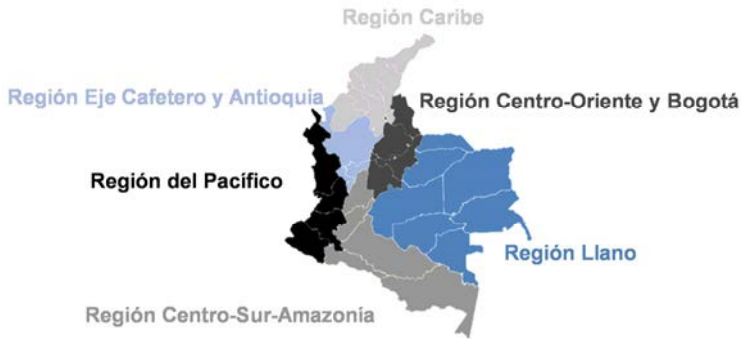 Región Caribe
Región Eje Cafetero y Antioquia
Región Centro-Oriente y Bogotá
Región del Pacífico
Región Llano
Región Centro-Sur-Amazonía